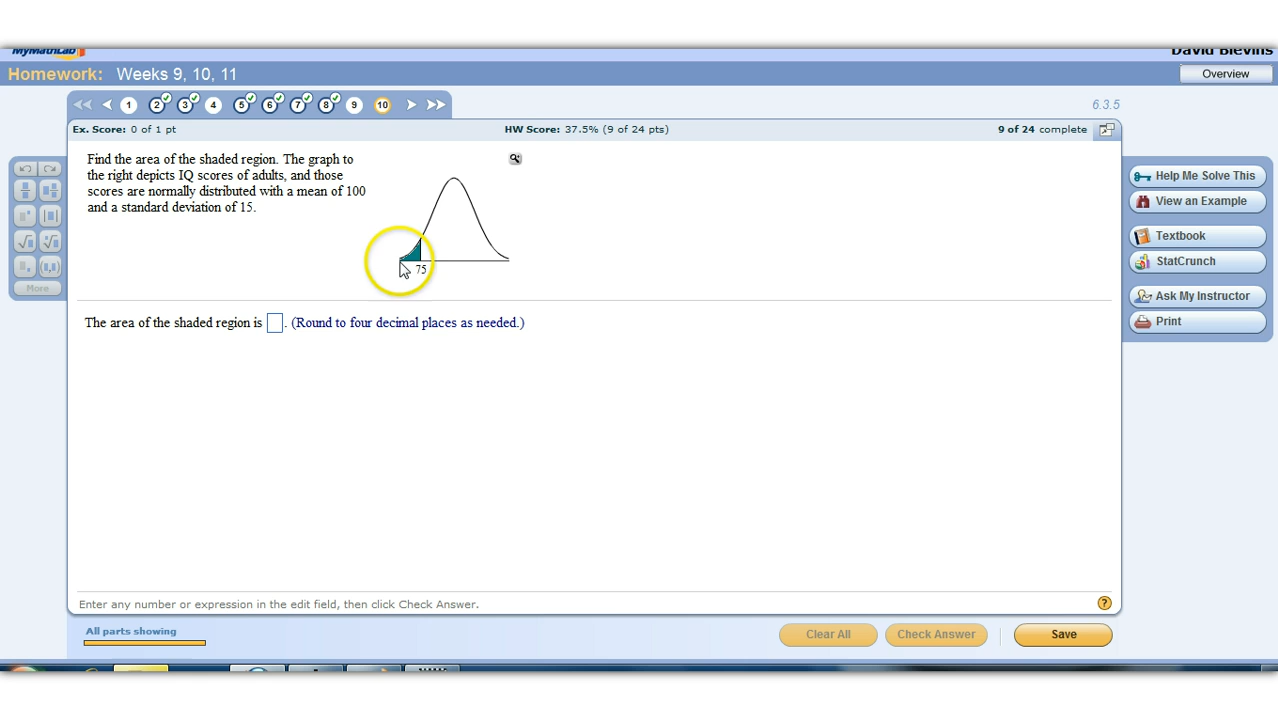 MyMathLab
David Blevins
Homework: Weeks 9, 10, 11
Overview
1 2 3 4 5 6 7 8 9 10
6.3.5
Ex. Score: 0 of 1 pt
HW Score: 37.5% (9 of 24 pts)
9 of 24 complete
Find the area of the shaded region. The graph to
the right depicts IQ scores of adults, and those
scores are normally distributed with a mean of 100
and a standard deviation of 15.
75
The area of the shaded region is . (Round to four decimal places as needed.)
More
Help Me Solve This
View an Example
Textbook
StatCrunch
Ask My Instructor
Print
Enter any number or expression in the edit field, then click Check Answer.
?
All parts showing
Clear All
Check Answer
Save